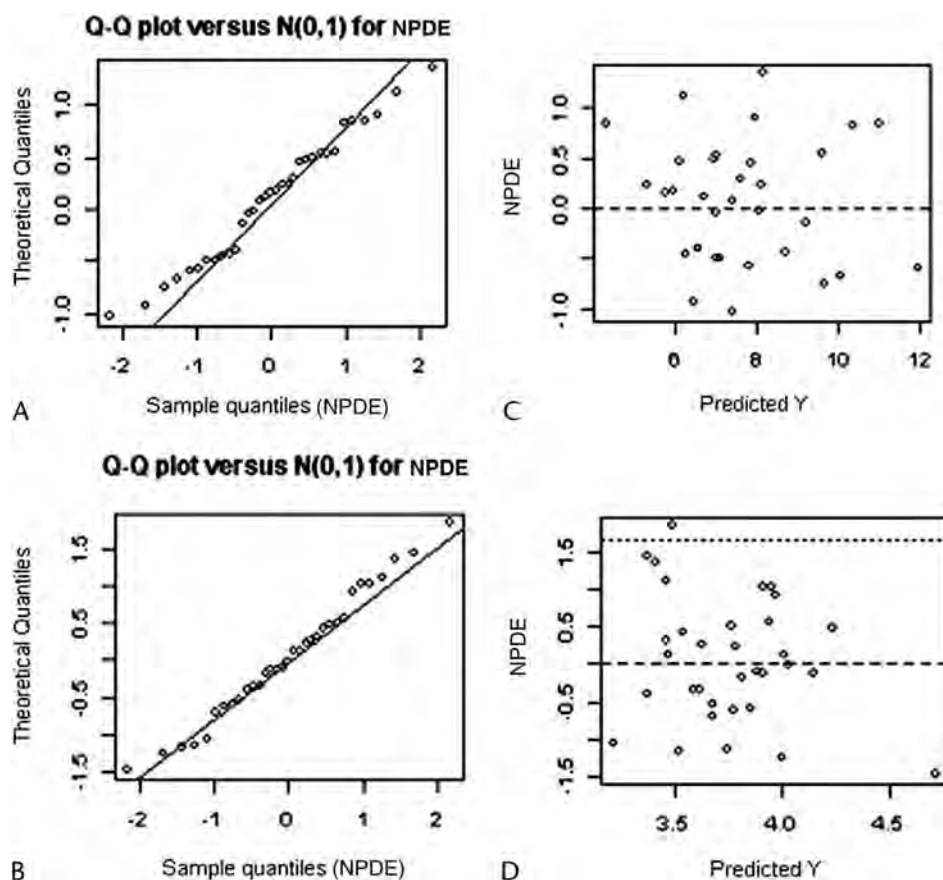 Q-Q plot versus N(0,1) for NPDE
Theoretical Quantiles
1.0
0.5
0.0
-1.0
-2
-1
0
1
2
Sample quantiles (NPDE)
A
NPDE
1.0
0.5
0.0
-1.0
6
8
10
12
Predicted Y
C
Q-Q plot versus N(0,1) for NPDE
Theoretical Quantiles
1.5
0.5
-0.5
-1.5
-2
-1
0
1
2
Sample quantiles (NPDE)
B
NPDE
1.5
0.5
-0.5
-1.5
3.5
4.0
4.5
Predicted Y
D